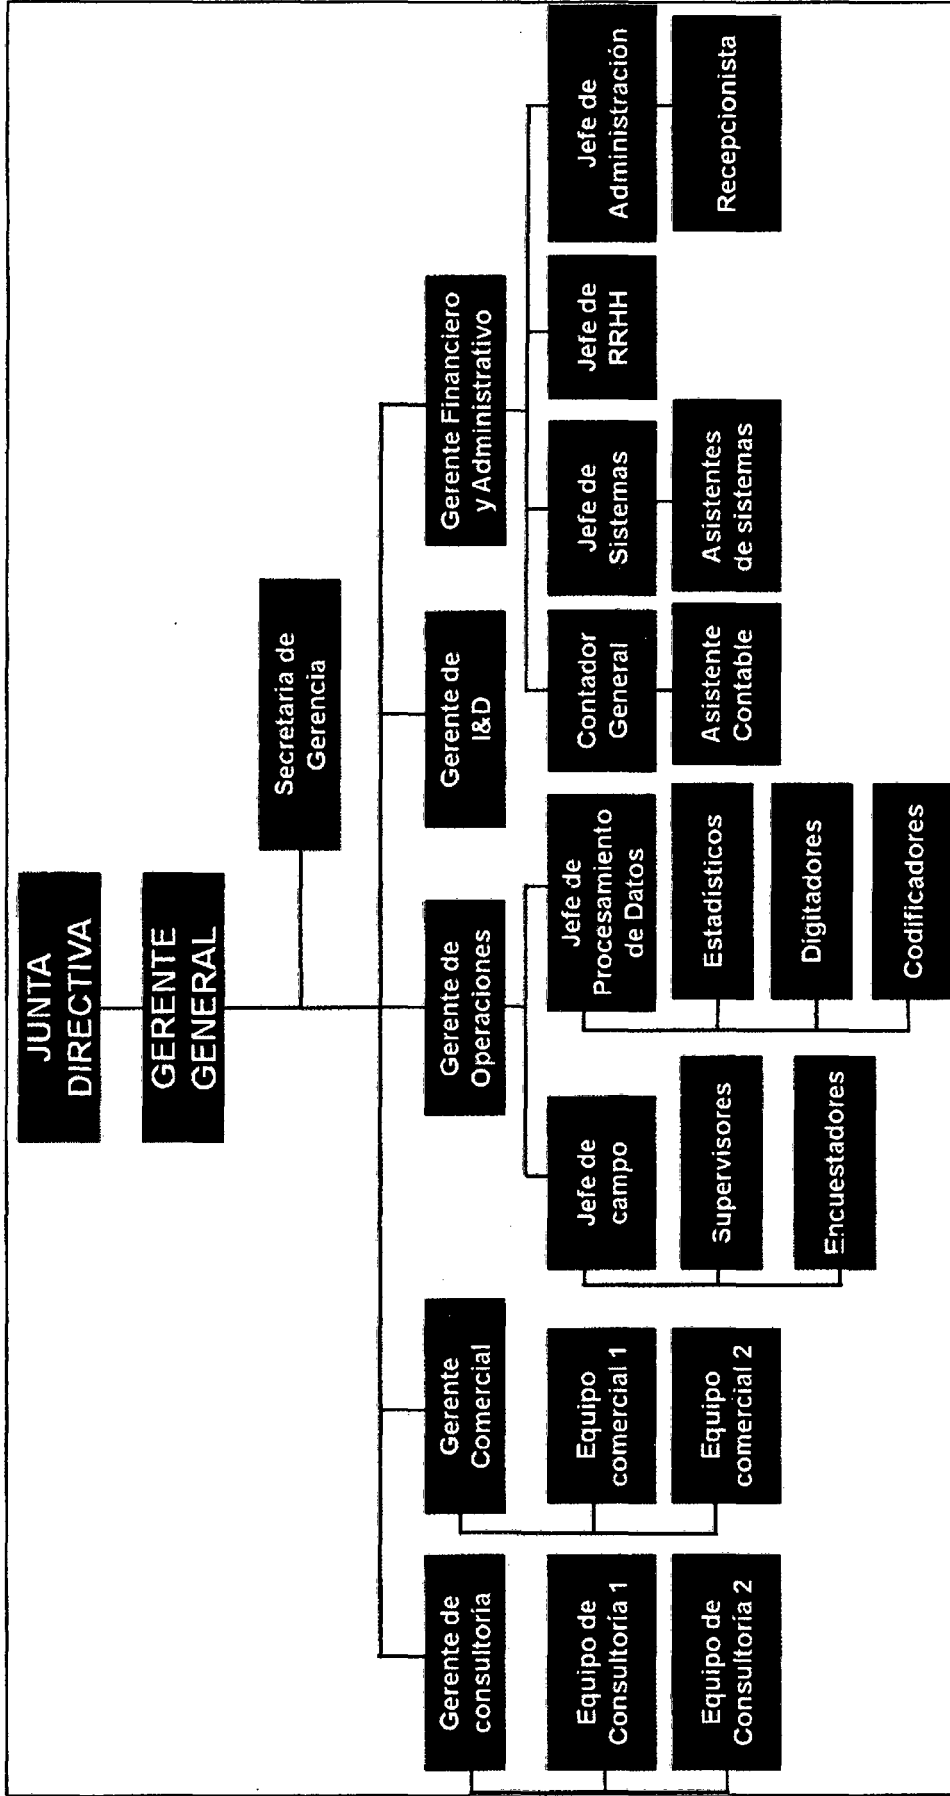 JUNTA
DIRECTIVA
GERENTE
GENERAL
Secretaria de
Gerencia
Gerente de
consultoría
Gerente
Comercial
Gerente de
Operaciones
Gerente de
I&D
Gerente Financiero
y Administrativo
Equipo de
Consultoría 1
Equipo de
Consultoría 2
Equipo
comercial 1
Equipo
comercial 2
Jefe de
campo
Supervisores
Encuestadores
Jefe de
Procesamiento
de Datos
Estadísticos
Digitadores
Codificadores
Contador
General
Asistente
Contable
Jefe de
Sistemas
Asistentes
de sistemas
Jefe de
RRHH
Jefe de
Administración
Recepcionista